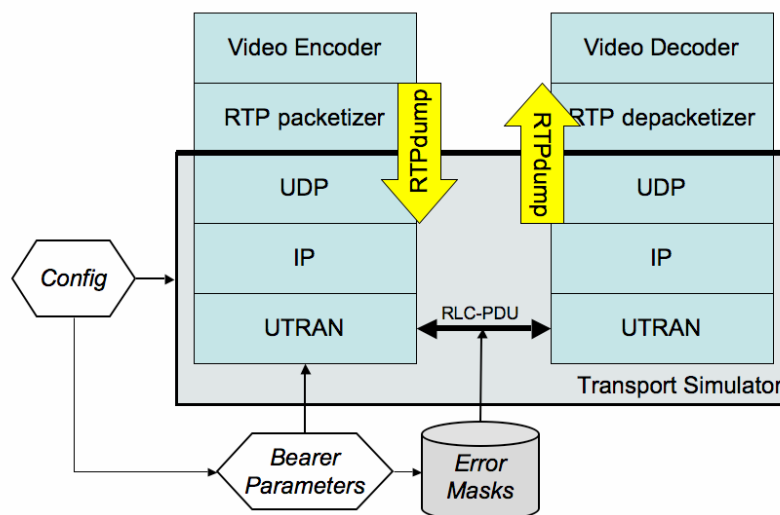 Video Encoder
Video Decoder
RTP packetizer
RTPdump
RTPdump
RTP depacketizer
UDP
UDP
Config
IP
IP
UTRAN
RLC-PDU
UTRAN
Transport Simulator
Bearer
Parameters
Error
Masks